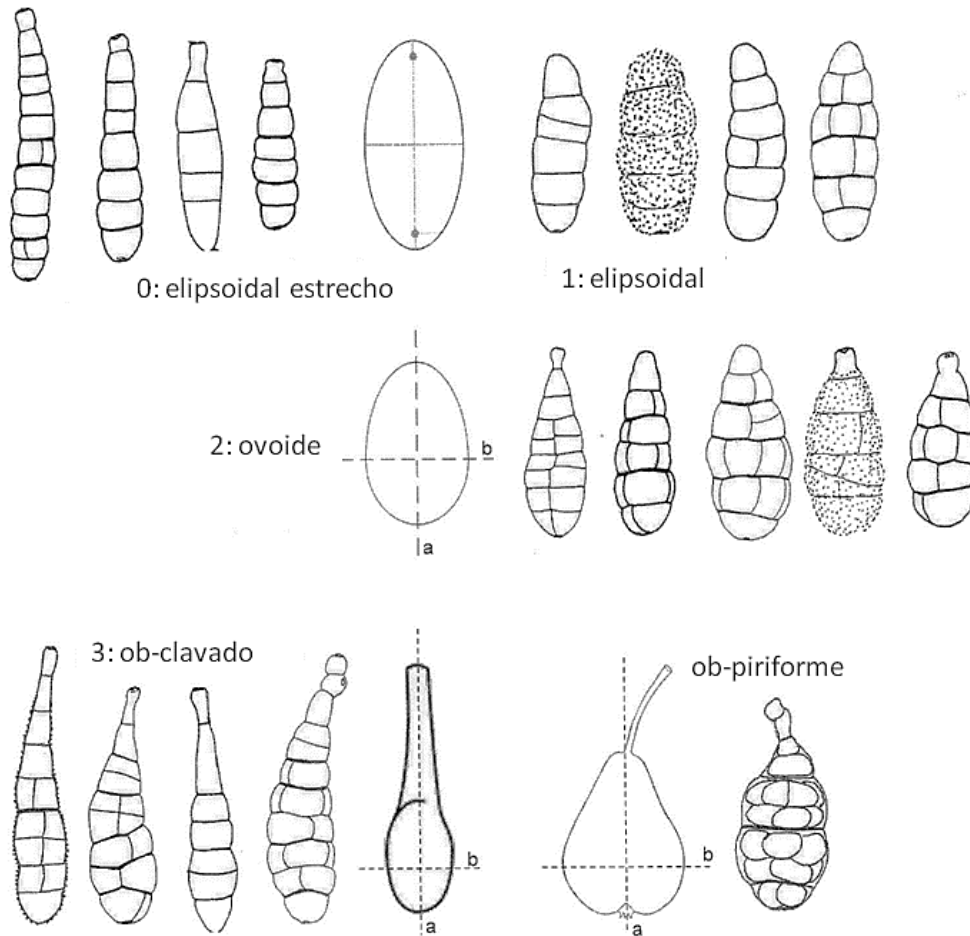 0: elipsoidal estrecho
1: elipsoidal
2: ovoide
b
a
3: ob-clavado
ob-piriforme
b
a
b
a